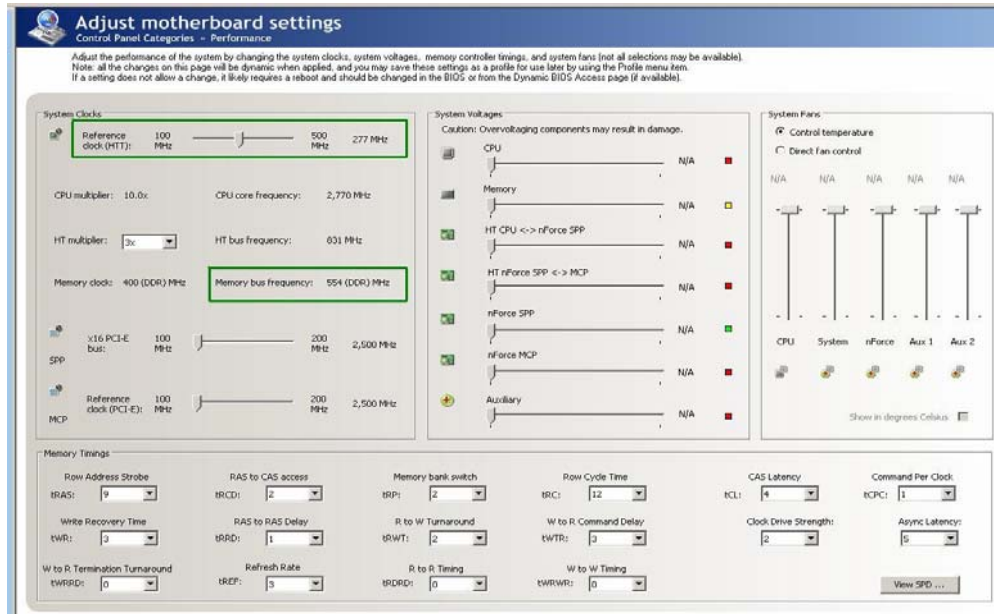 Adjust motherboard settings
Control Panel Categories - Performance
Adjust the performance of the system by changing the system clocks, system voltages, memory controller timings, and system fans (not all selections may be available).
Note: all the changes on this page will be dynamic when applied, and you may save these settings as a profile for use later by using the Profile menu item.
If a setting does not allow a change, it likely requires a reboot and should be changed in the BIOS or from the Dynamic BIOS Access page (if available).
System Clocks
Reference clock (HTT): 100 MHz 500 MHz 277 MHz
CPU multiplier: 10.0x CPU core frequency: 2,770 MHz
HT multiplier: 3x HT bus frequency: 831 MHz
Memory clock: 400 (DDR) MHz Memory bus frequency: 554 (DDR) MHz
x16 PCI-E bus: 100 MHz 200 MHz 2,500 MHz
SPP
Reference clock (PCI-E): 100 MHz 200 MHz 2,500 MHz
MCP
System Voltages
Caution: Overvoltaging components may result in damage.
CPU
N/A
Memory
N/A
HT CPU <-> nForce SPP
N/A
HT nForce SPP <-> MCP
N/A
nForce SPP
N/A
nForce MCP
N/A
Auxiliary
N/A
System Fans
Control temperature
Direct fan control
N/A N/A N/A N/A N/A
CPU System nForce Aux 1 Aux 2
Show in degrees Celsius
Memory Timings
Row Address Strobe RAS to CAS access Memory bank switch Row Cycle Time CAS Latency Command Per Clock
tRAS: 9 tRCD: 2 tRP: 2 tRC: 12 tCL: 4 tCPC: 1
Write Recovery Time RAS to RAS Delay R to W Turnaround W to R Command Delay Clock Drive Strength: Async Latency:
tWR: 3 tRRD: 1 tRWT: 2 tWTR: 3 2 5
W to R Termination Turnaround Refresh Rate R to R Timing W to W Timing
tWRRD: 0 tREF: 3 tRDRD: 0 tWRWR: 0 View SPD ...